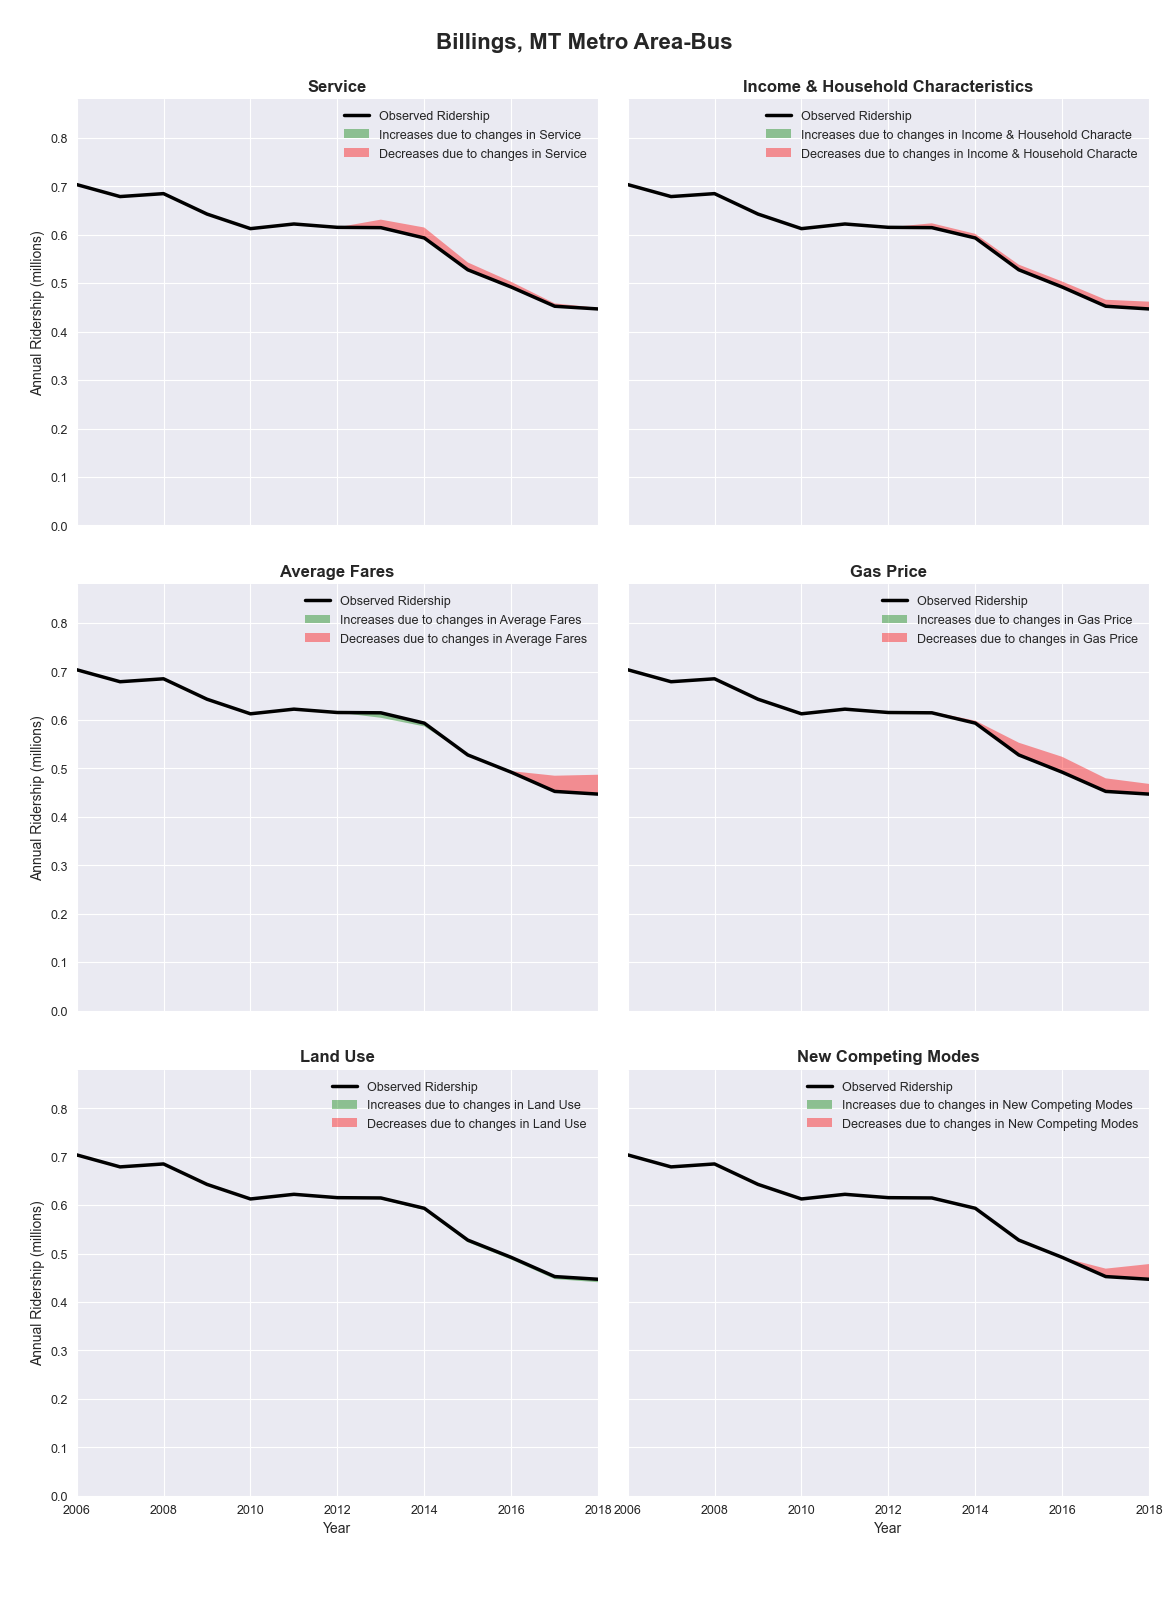 Billings, MT Metro Area-Bus
Service
Observed Ridership
Increases due to changes in Service
Decreases due to changes in Service
0.8
0.7
0.6
0.5
0.4
0.3
0.2
0.1
0.0
Annual Ridership (millions)
Income & Household Characteristics
Observed Ridership
Increases due to changes in Income & Household Characte
Decreases due to changes in Income & Household Characte
Average Fares
Observed Ridership
Increases due to changes in Average Fares
Decreases due to changes in Average Fares
0.8
0.7
0.6
0.5
0.4
0.3
0.2
0.1
0.0
Annual Ridership (millions)
Gas Price
Observed Ridership
Increases due to changes in Gas Price
Decreases due to changes in Gas Price
Land Use
Observed Ridership
Increases due to changes in Land Use
Decreases due to changes in Land Use
0.8
0.7
0.6
0.5
0.4
0.3
0.2
0.1
0.0
Annual Ridership (millions)
2006 2008 2010 2012 2014 2016 2018
Year
New Competing Modes
Observed Ridership
Increases due to changes in New Competing Modes
Decreases due to changes in New Competing Modes
2006 2008 2010 2012 2014 2016 2018
Year